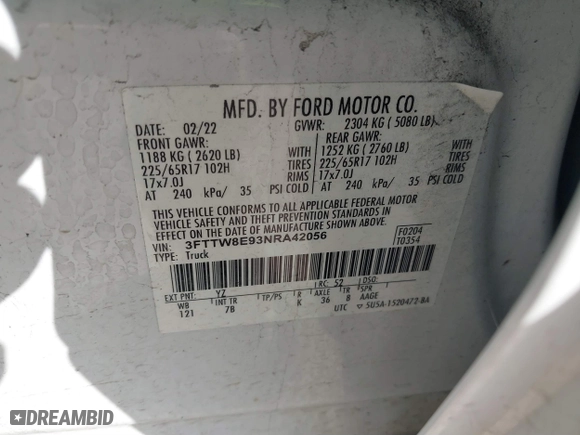 MFD. BY FORD MOTOR CO.
DATE: 02/22 GVWR: 2304 KG ( 5080 LB)
FRONT GAWR: REAR GAWR:
1188 KG ( 2620 LB) WITH 1252 KG ( 2760 LB) WITH
225/65R17 102H TIRES 225/65R17 102H TIRES
17x7.0J RIMS 17x7.0J RIMS
AT 240 kPa/ 35 PSI COLD AT 240 kPa/ 35 PSI COLD
THIS VEHICLE CONFORMS TO ALL APPLICABLE FEDERAL MOTOR
VEHICLE SAFETY AND THEFT PREVENTION STANDARDS IN
EFFECT ON THE DATE OF MANUFACTURE SHOWN ABOVE.
VIN: 3FTTW8E93NRA42056 F0204
TYPE: Truck T0354
RC: 52 DSO:
EXT PNT: YZ
WB INT TR TP/PS R AXLE TR SPR
121 7B K 36 8 AAGE
UTC
DREAMBID